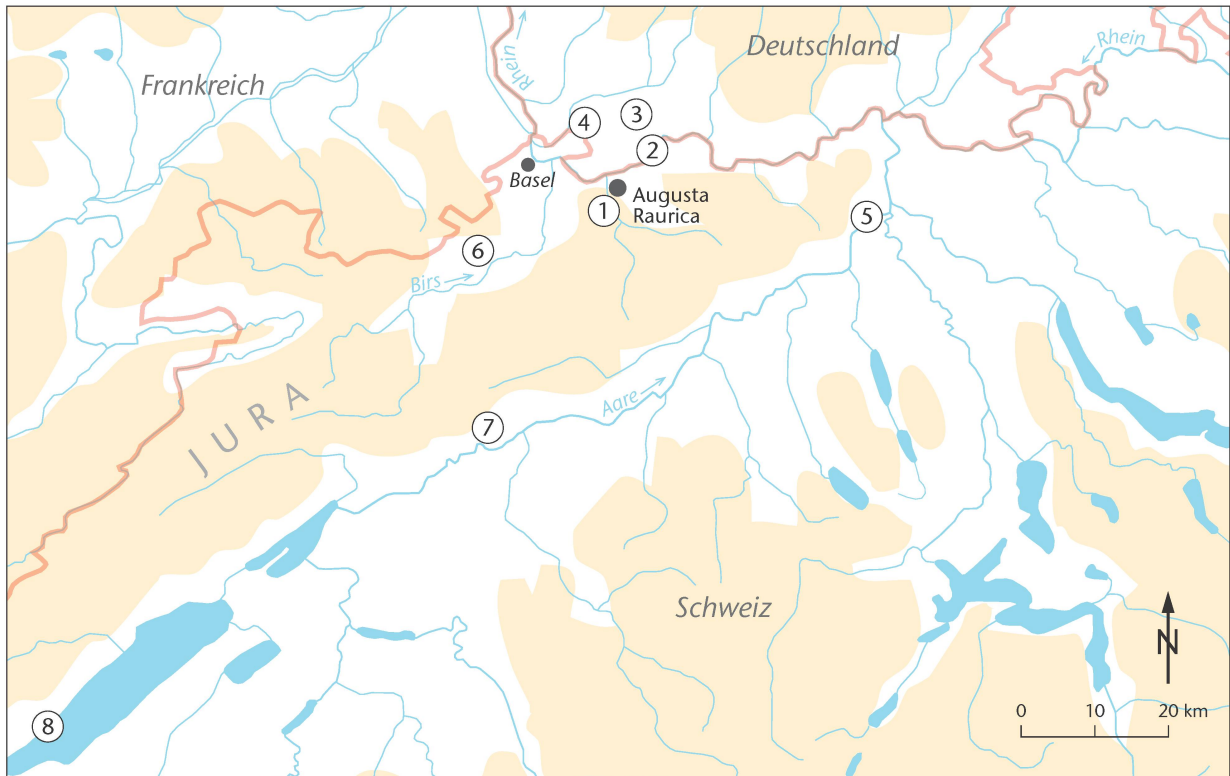 Deutschland
Rhein
Rhein
Frankreich
3
4
2
Basel
Augusta
Raurica
1
5
6
Birs
JURA
Aare
7
Schweiz
N
0 10 20 km
8